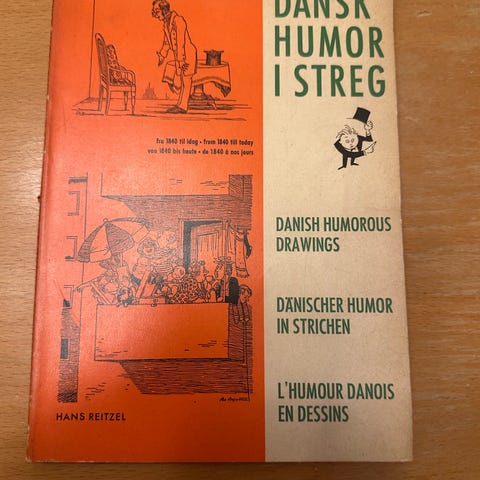 DANSK
HUMOR
I STREG
fra 1840 til idag • from 1840 till today
von 1840 bis heute • de 1840 à nos jours
DANISH HUMOROUS
DRAWINGS
DÄNISCHER HUMOR
IN STRICHEN
L'HUMOUR DANOIS
EN DESSINS
HANS REITZEL